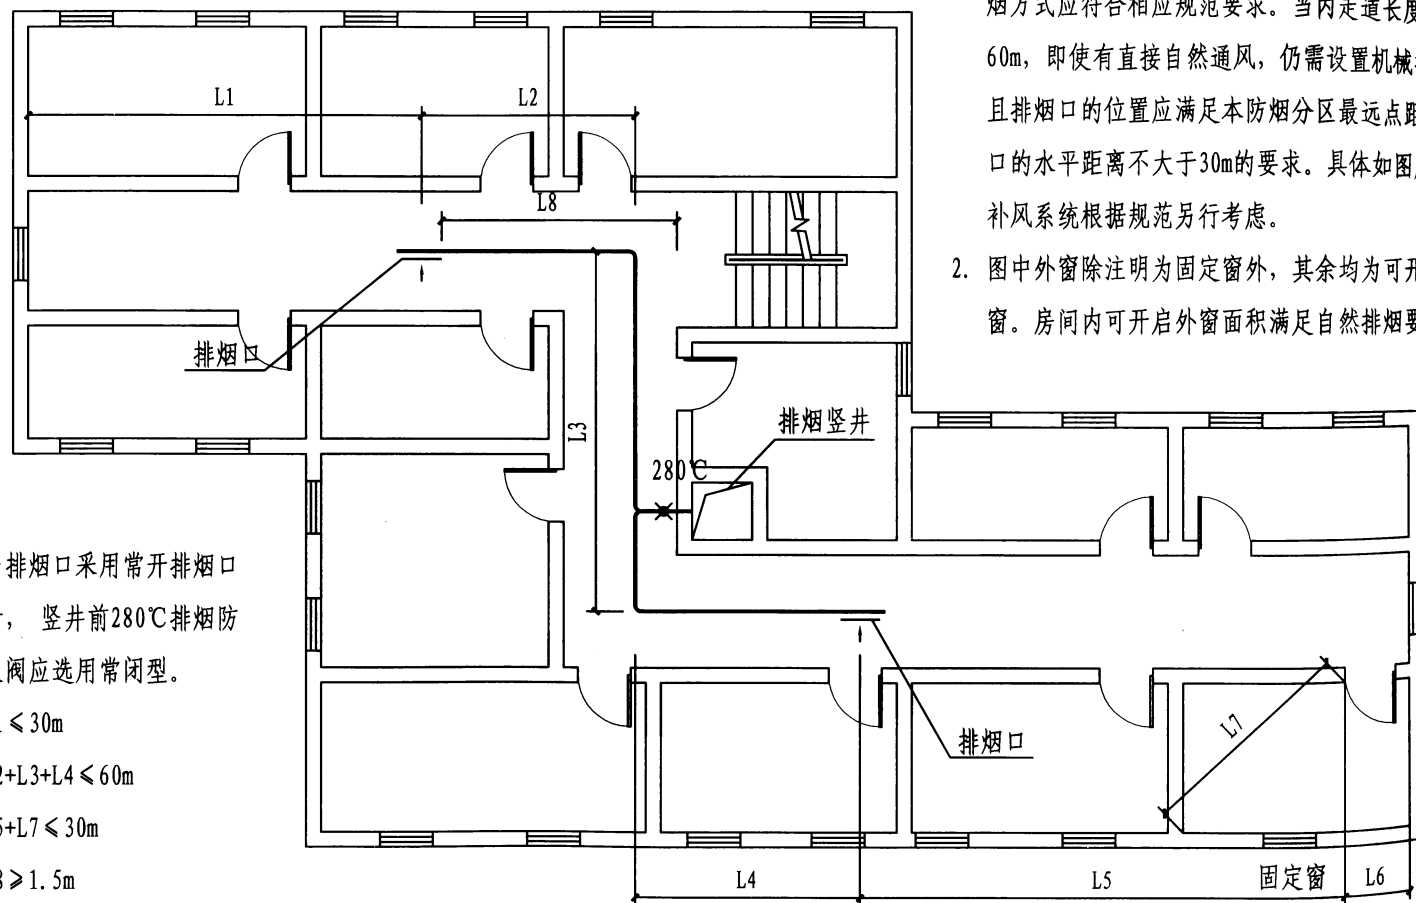 烟方式应符合相应规范要求。当内走道长度
60m，即使有直接自然通风，仍需设置机械
且排烟口的位置应满足本防烟分区最远点距
口的水平距离不大于30m的要求。具体如图
补风系统根据规范另行考虑。
2. 图中外窗除注明为固定窗外，其余均为可开
窗。房间内可开启外窗面积满足自然排烟要
L1
L2
L8
排烟口
L3
280℃
排烟竖井
排烟口采用常开排烟口
， 竖井前280℃排烟防
阀应选用常闭型。
≤30m
+L3+L4≤60m
+L7≤30m
≥1.5m
排烟口
L7
L4
L5
固定窗
L6